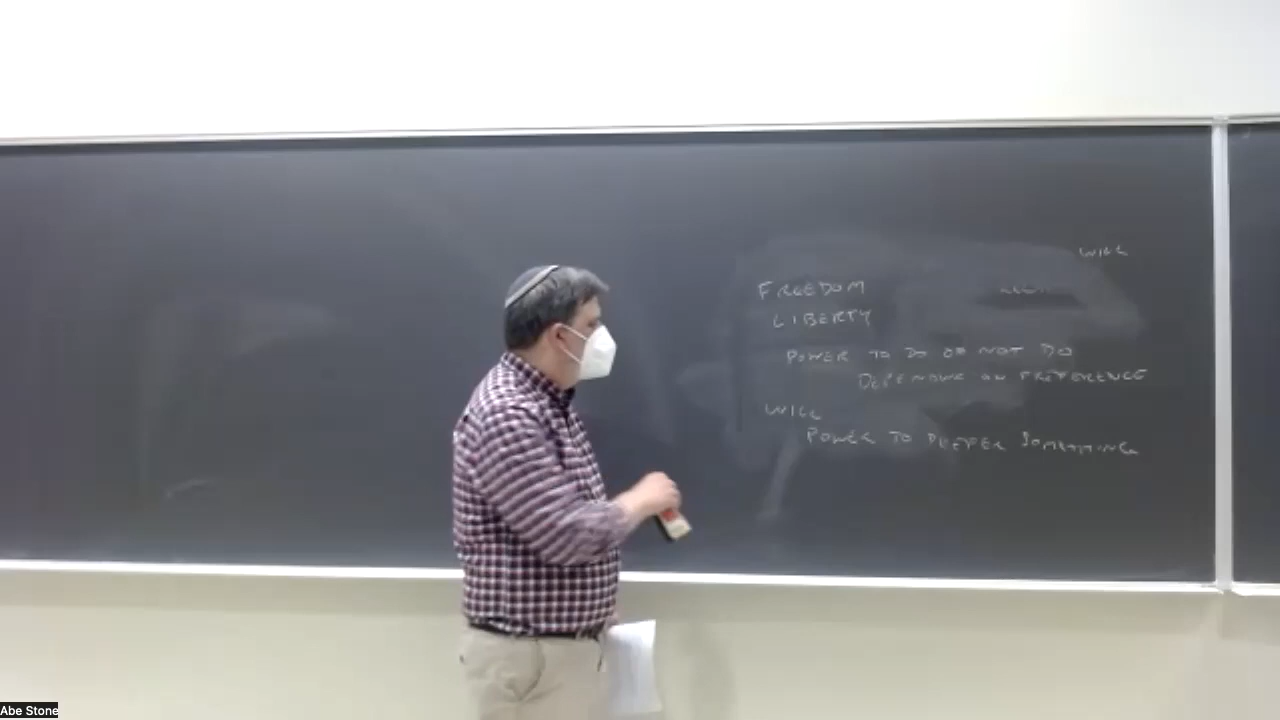 WILL
FREEDOM
LIBERTY
POWER TO DO OR NOT DO
DEPENDING ON PREFERENCE
WILL
POWER TO PREFER SOMETHING
Abe Stone